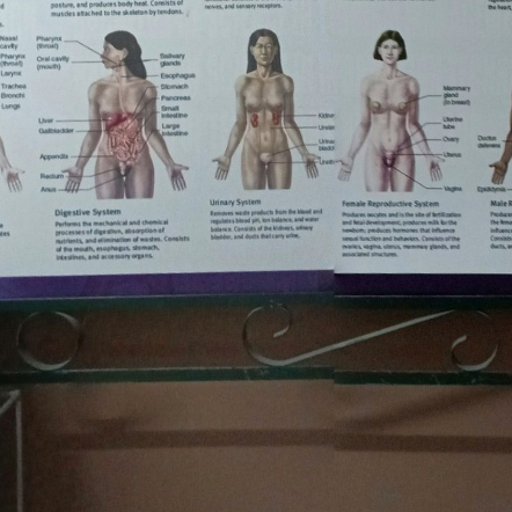 posture, and produces body heat. Consists of
muscles attached to the skeleton by tendons.
nerves, and sensory receptors.
the heart,
Nasal
cavity
Pharynx
(throat)
Larynx
Trachea
Bronchi
Lungs
Pharynx
(throat)
Oral cavity
(mouth)
Liver
Gallbladder
Appendix
Rectum
Anus
Salivary
glands
Esophagus
Stomach
Pancreas
Small
intestine
Large
intestine
Digestive System
Performs the mechanical and chemical
processes of digestion, absorption of
nutrients, and elimination of wastes. Consists
of the mouth, esophagus, stomach,
intestines, and accessory organs.
Urinary System
Removes waste products from the blood and
regulates blood pH, ion balance, and water
balance. Consists of the kidneys, urinary
bladder, and ducts that carry urine.
Mammary
gland
(in breast)
Uterine
tube
Ovary
Uterus
Vagina
Female Reproductive System
Produces oocytes and is the site of fertilization
and fetal development; produces milk for the
newborn; produces hormones that influence
sexual function and behaviors. Consists of the
ovaries, vagina, uterus, mammary glands, and
associated structures.
Ductus
deferens
Epididymis
Male R